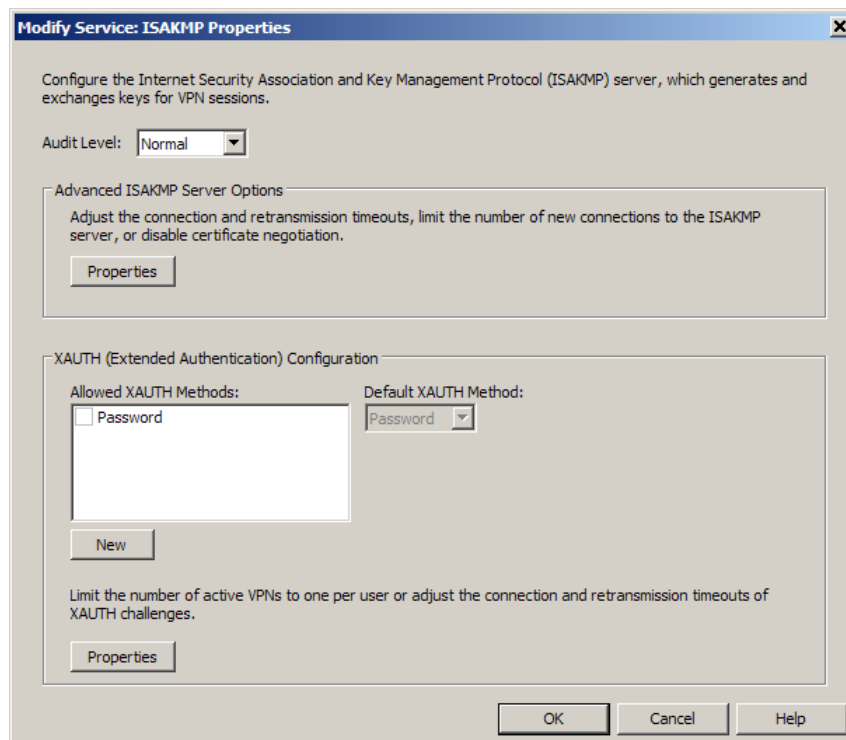 Modify Service: ISAKMP Properties
Configure the Internet Security Association and Key Management Protocol (ISAKMP) server, which generates and
exchanges keys for VPN sessions.
Audit Level: Normal
Advanced ISAKMP Server Options
Adjust the connection and retransmission timeouts, limit the number of new connections to the ISAKMP
server, or disable certificate negotiation.
Properties
XAUTH (Extended Authentication) Configuration
Allowed XAUTH Methods: Default XAUTH Method:
Password Password
New
Limit the number of active VPNs to one per user or adjust the connection and retransmission timeouts of
XAUTH challenges.
Properties
OK Cancel Help